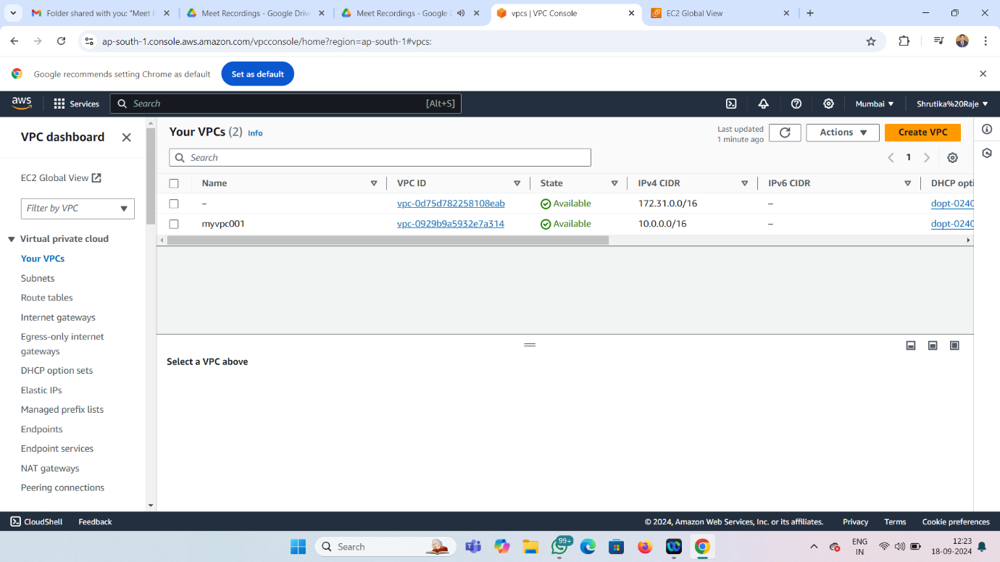 Folder shared with you: "Meet R
Meet Recordings - Google Drive
Meet Recordings - Google D
vpcs | VPC Console
EC2 Global View
ap-south-1.console.aws.amazon.com/vpcconsole/home?region=ap-south-1#vpcs:
Google recommends setting Chrome as default
Set as default
aws
Services
Search
[Alt+S]
Mumbai
Shrutika%20Raje
VPC dashboard
EC2 Global View
Filter by VPC
Virtual private cloud
Your VPCs
Subnets
Route tables
Internet gateways
Egress-only internet
gateways
DHCP option sets
Elastic IPs
Managed prefix lists
Endpoints
Endpoint services
NAT gateways
Peering connections
Your VPCs (2) Info
Last updated
1 minute ago
Actions
Create VPC
Search
1
Name VPC ID State IPv4 CIDR IPv6 CIDR DHCP opti
– vpc-0d75d782258108eab Available 172.31.0.0/16 – dopt-0240
myvpc001 vpc-0929b9a5932e7a314 Available 10.0.0.0/16 – dopt-0240
Select a VPC above
CloudShell Feedback
© 2024, Amazon Web Services, Inc. or its affiliates. Privacy Terms Cookie preferences
Search
99+
ENG
IN
12:23
18-09-2024